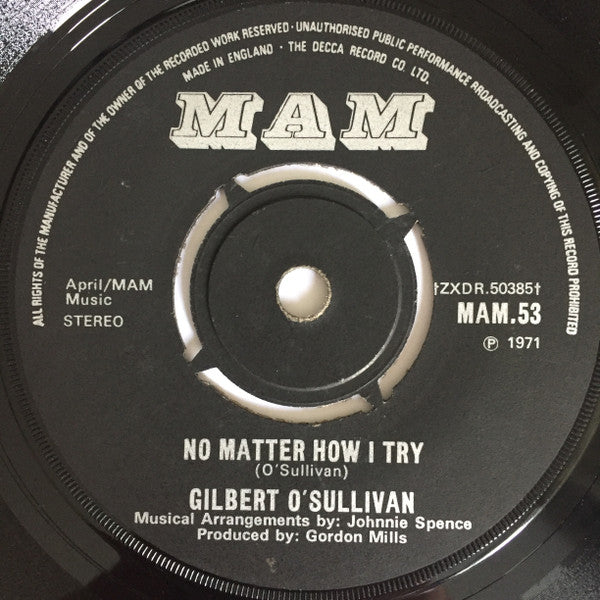 ALL RIGHTS OF THE MANUFACTURER AND OF THE OWNER OF THE RECORDED WORK RESERVED · UNAUTHORISED PUBLIC PERFORMANCE BROADCASTING AND COPYING OF THIS RECORD PROHIBITED
MADE IN ENGLAND · THE DECCA RECORD CO. LTD.
MAM
April/MAM
Music
STEREO
†ZXDR.50385†
MAM.53
℗ 1971
NO MATTER HOW I TRY
(O'Sullivan)
GILBERT O'SULLIVAN
Musical Arrangements by: Johnnie Spence
Produced by: Gordon Mills